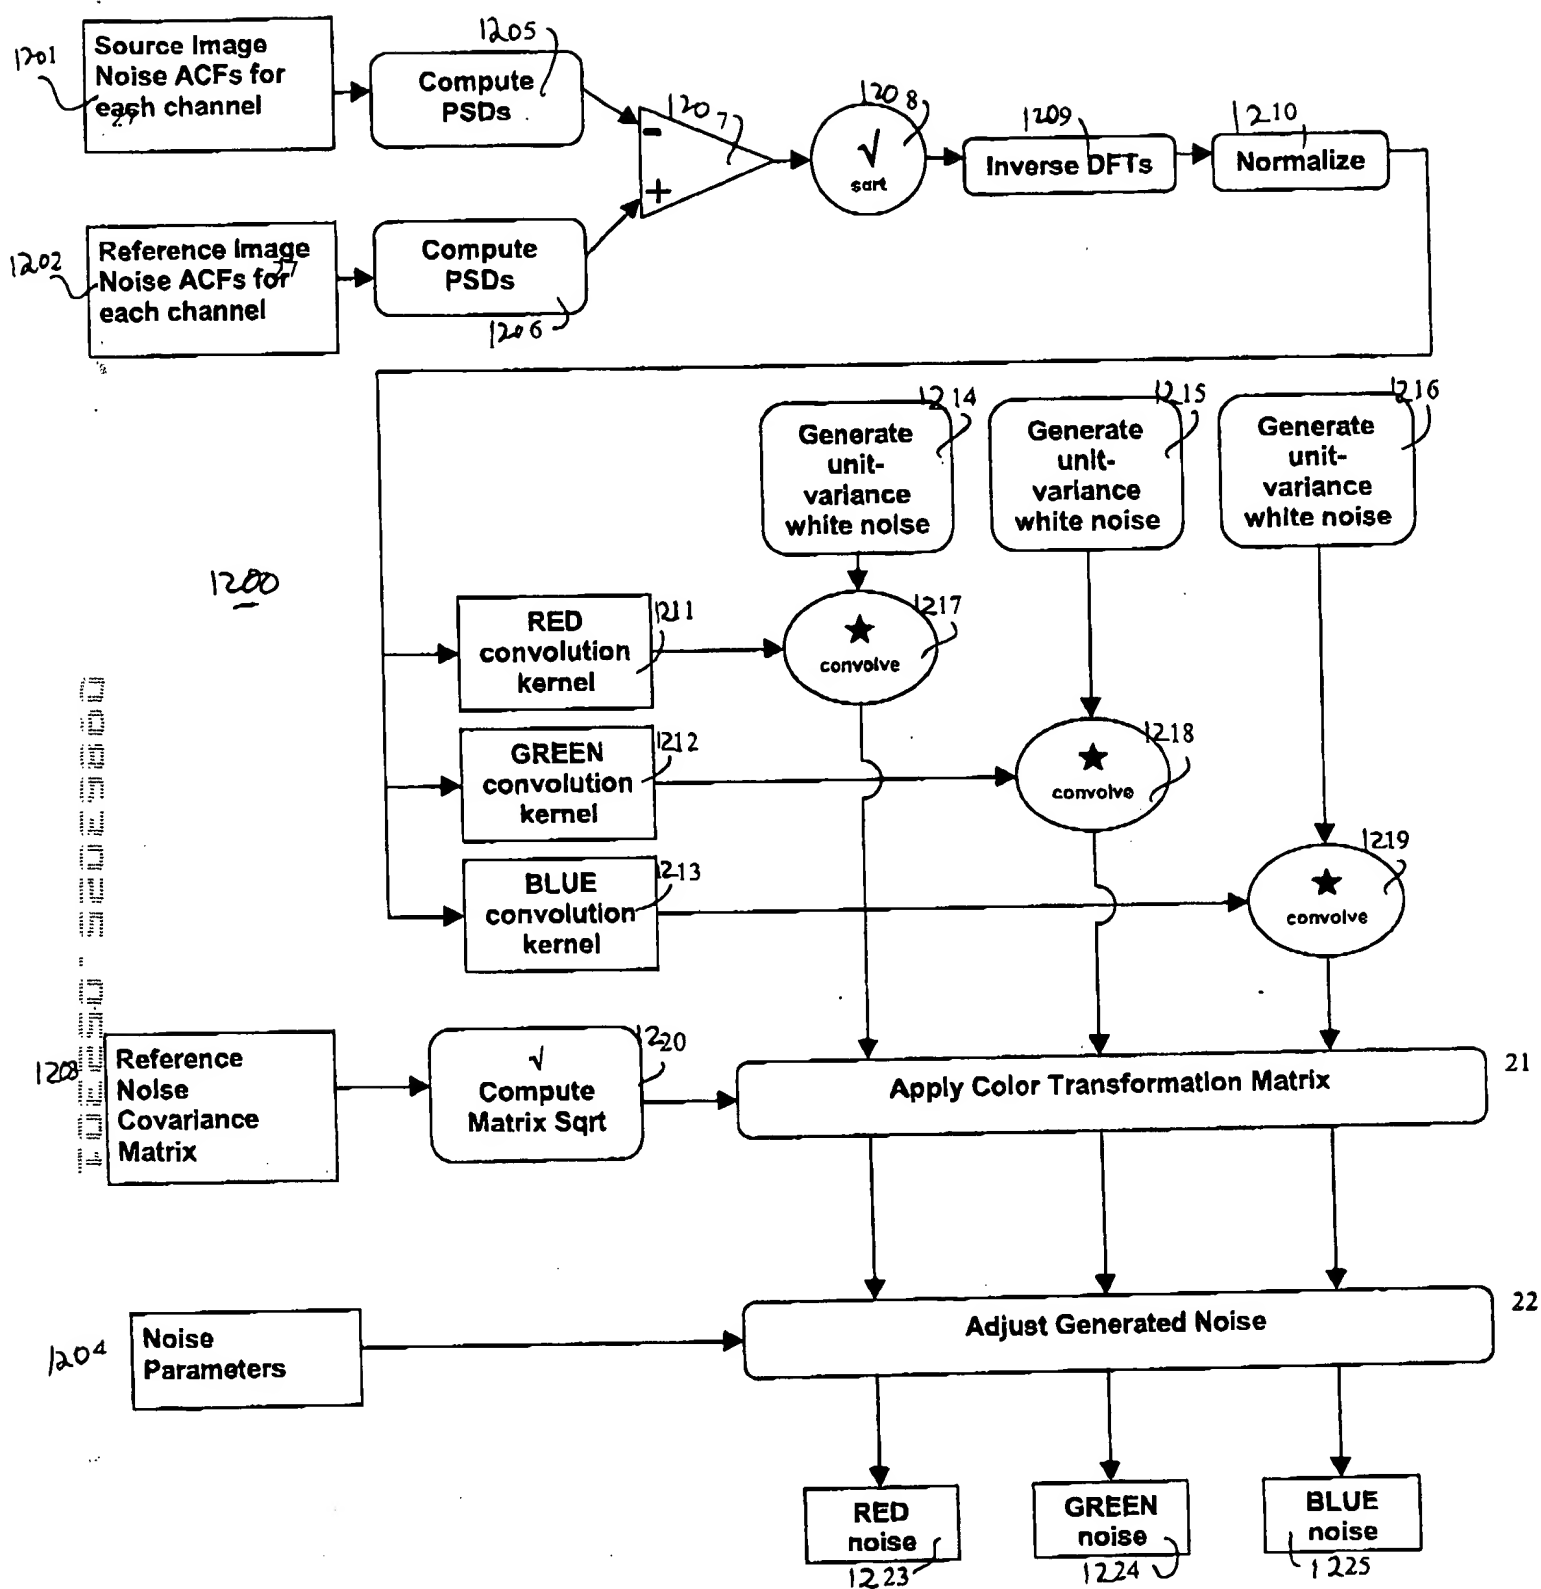 1201
Source Image
Noise ACFs for
each channel
27
1205
Compute
PSDs
1207
-
+
1208
√
sqrt
1209
Inverse DFTs
1210
Normalize
1202
Reference Image
Noise ACFs for
27
each channel
Compute
PSDs
1206
1214
Generate
unit-
variance
white noise
1215
Generate
unit-
variance
white noise
1216
Generate
unit-
variance
white noise
1200
RED
convolution
kernel
1211
1217
★
convolve
GREEN
convolution
kernel
1212
1218
★
convolve
BLUE
convolution
kernel
1213
1219
★
convolve
1208
Reference
Noise
Covariance
Matrix
1220
√
Compute
Matrix Sqrt
Apply Color Transformation Matrix
21
1204
Noise
Parameters
Adjust Generated Noise
22
RED
noise
1223
GREEN
noise
1224
BLUE
noise
1225